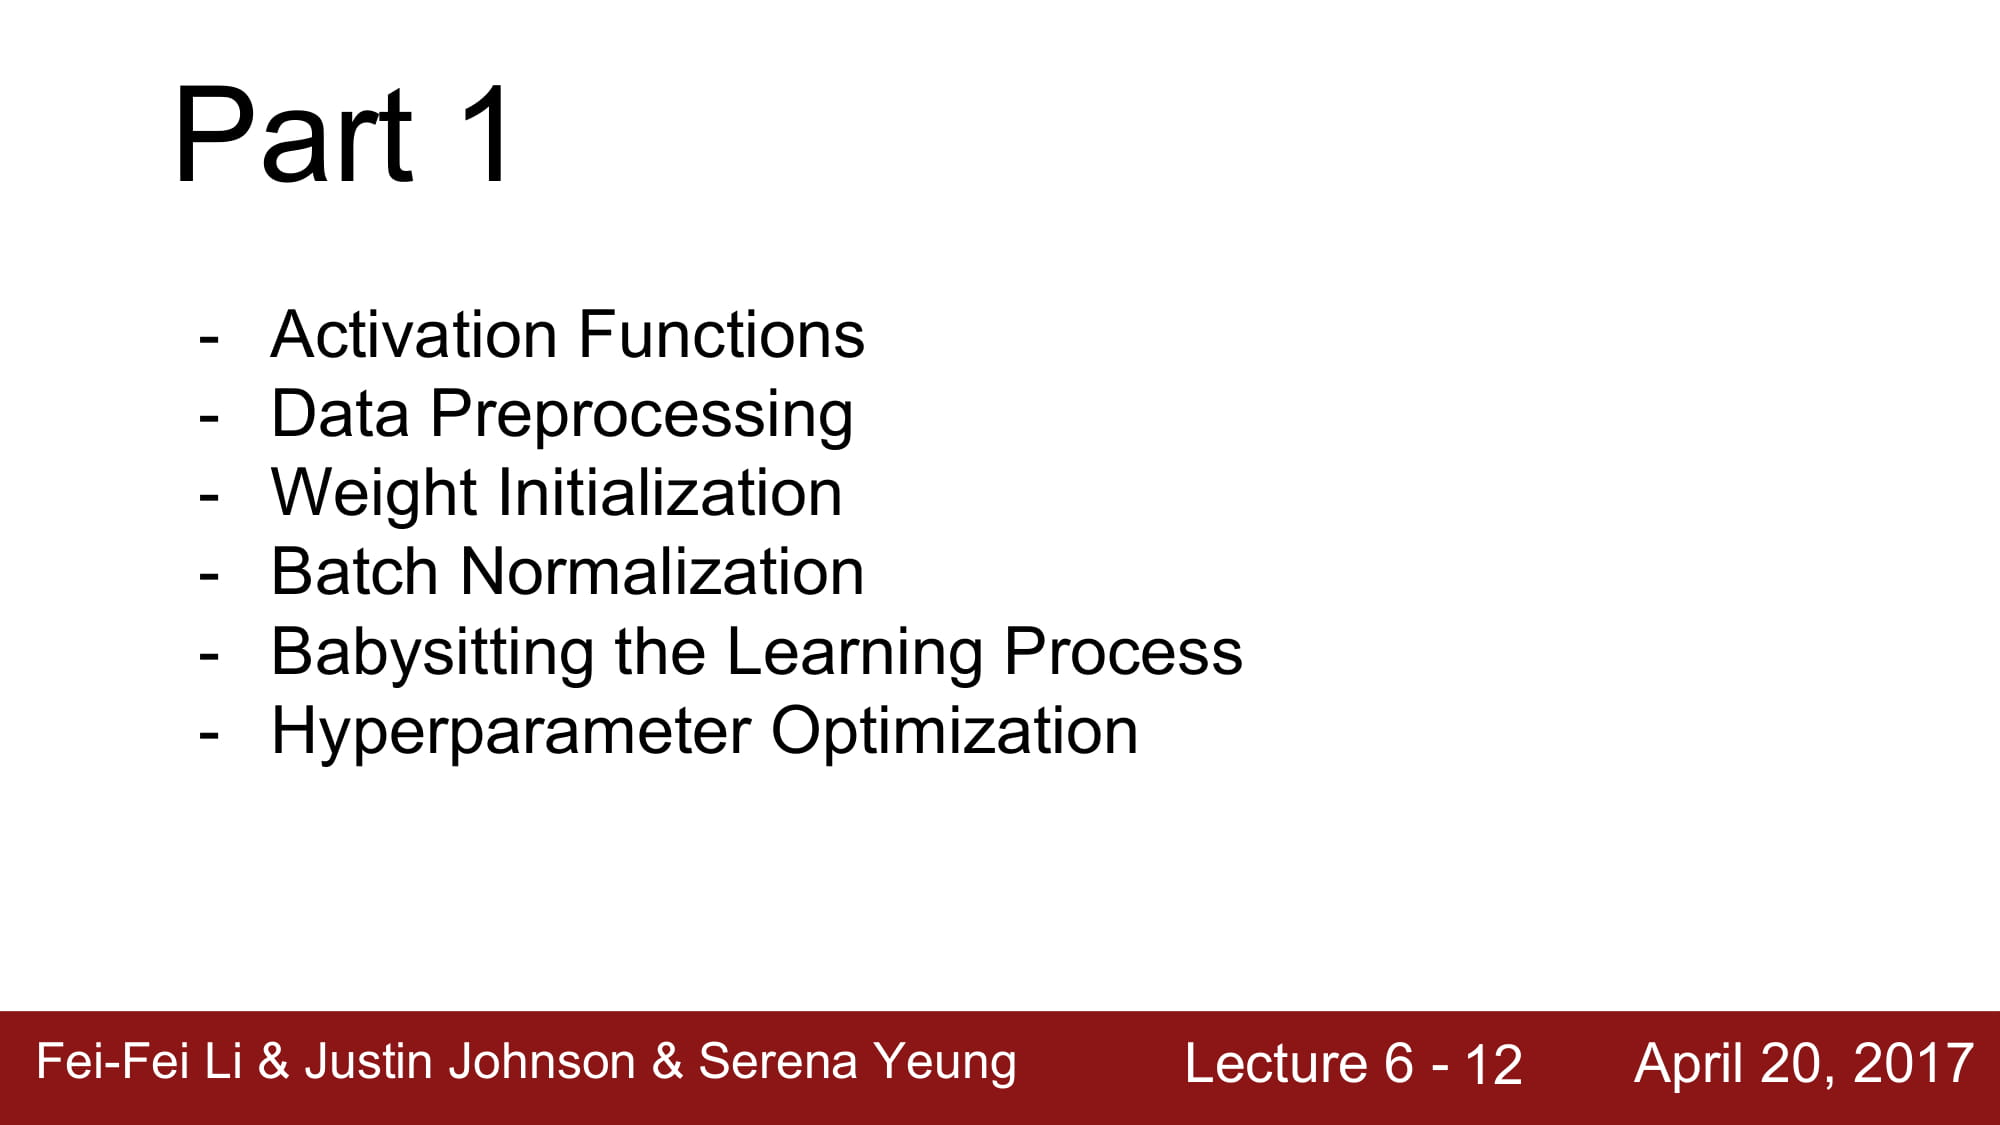 Part 1
- Activation Functions
- Data Preprocessing
- Weight Initialization
- Batch Normalization
- Babysitting the Learning Process
- Hyperparameter Optimization
Fei-Fei Li & Justin Johnson & Serena Yeung Lecture 6 - 12 April 20, 2017